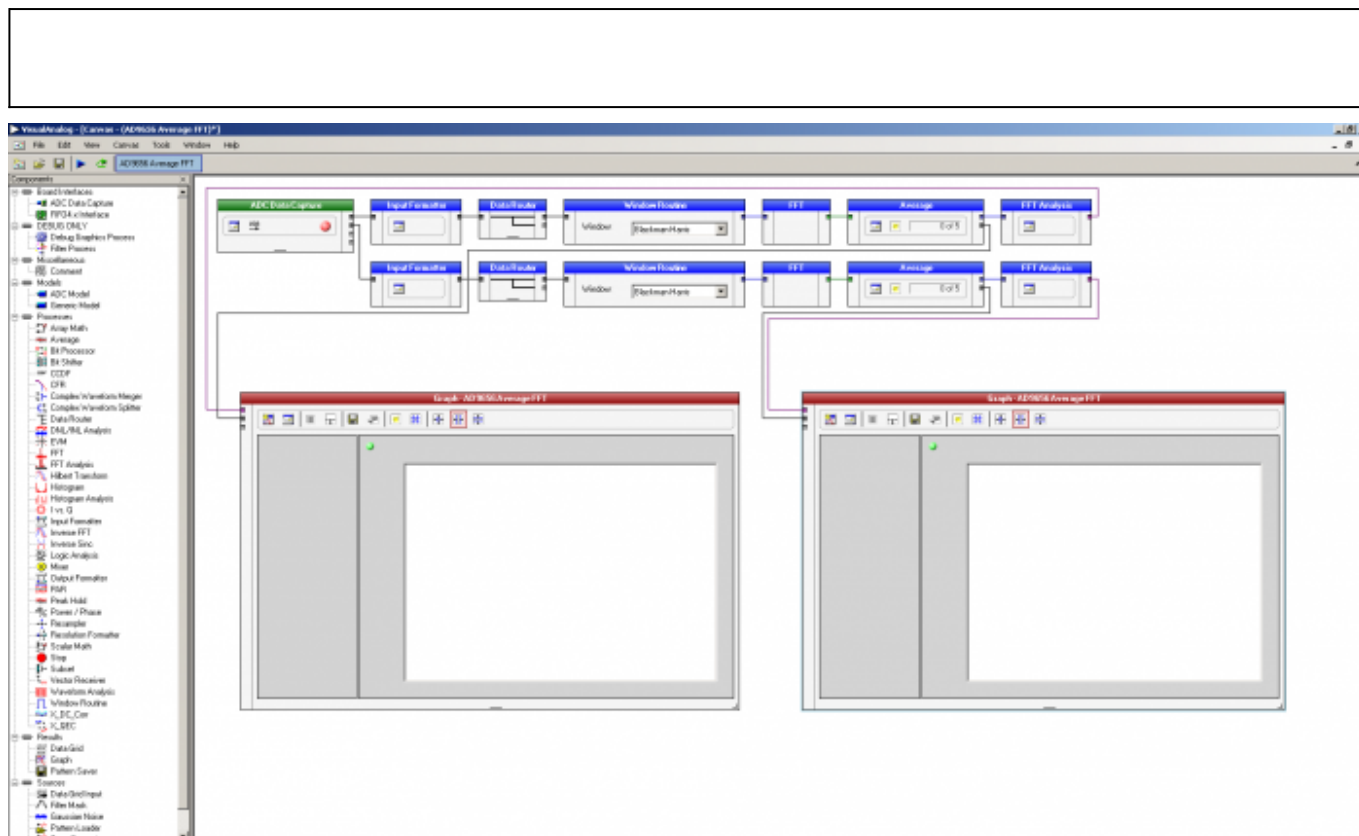 VisualAnalog - [Canvas - (AD9656 Average FFT)*]
File Edit View Canvas Tools Window Help
AD9656 Average FFT
Components
Board Interfaces
ADC Data Capture
FIFO4.x Interface
DEBUG ONLY
Debug Graphics Process
Filter Process
Miscellaneous
Comment
Models
ADC Model
Generic Model
Processes
Array Math
Average
Bit Processor
Bit Shifter
CCDF
CFR
Complex Waveform Merger
Complex Waveform Splitter
Data Router
DNL/INL Analysis
EVM
FFT
FFT Analysis
Hilbert Transform
Histogram
Histogram Analysis
I vs. Q
Input Formatter
Inverse FFT
Inverse Sinc
Logic Analysis
Mixer
Output Formatter
PAR
Peak Hold
Power / Phase
Resampler
Resolution Formatter
Scalar Math
Stop
Subset
Vector Receiver
Waveform Analysis
Window Routine
X_DC_Corr
X_QEC
Results
Data Grid
Graph
Pattern Saver
Sources
Data Grid Input
Filter Mask
Gaussian Noise
Pattern Loader
ADC Data Capture
Input Formatter
Data Router
Window Routine
Window
Blackman-Harris
FFT
Average
0 of 5
FFT Analysis
Input Formatter
Data Router
Window Routine
Window
Blackman-Harris
FFT
Average
0 of 5
FFT Analysis
Graph - AD9656 Average FFT
Graph - AD9656 Average FFT